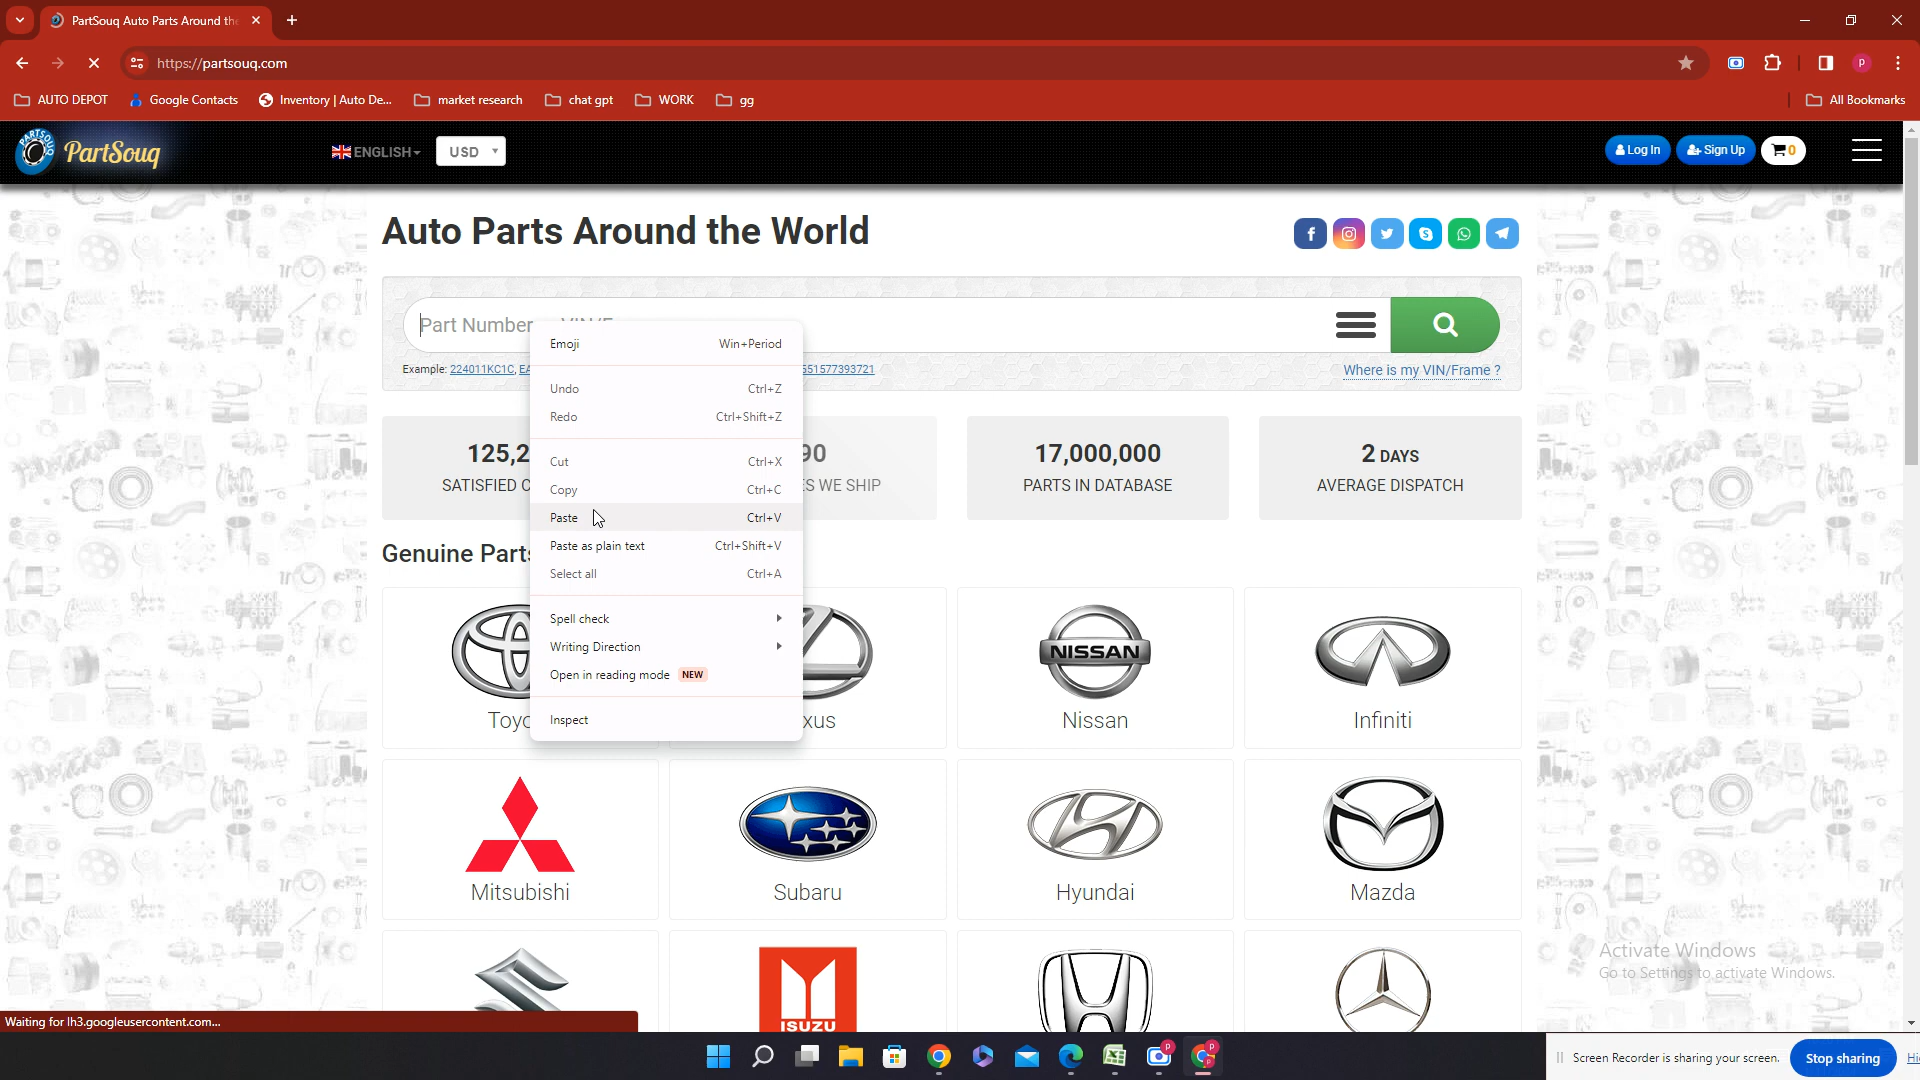 PartSouq Auto Parts Around the
https://partsouq.com
AUTO DEPOT
Google Contacts
Inventory | Auto De...
market research
chat gpt
WORK
gg
All Bookmarks
PARTSOUQ
PartSouq
ENGLISH
USD
Log In
Sign Up
0
Auto Parts Around the World
Part Number
Example: 224011KC1C,
551577393721
Where is my VIN/Frame ?
Emoji Win+Period
Undo Ctrl+Z
Redo Ctrl+Shift+Z
Cut Ctrl+X
Copy Ctrl+C
Paste Ctrl+V
Paste as plain text Ctrl+Shift+V
Select all Ctrl+A
Spell check
Writing Direction
Open in reading mode NEW
Inspect
125,2
SATISFIED C
90
ES WE SHIP
17,000,000
PARTS IN DATABASE
2 DAYS
AVERAGE DISPATCH
Genuine Parts
Toyo
xus
NISSAN
Nissan
Infiniti
Mitsubishi
Subaru
Hyundai
Mazda
ISUZU
Activate Windows
Go to Settings to activate Windows.
Waiting for lh3.googleusercontent.com...
Screen Recorder is sharing your screen.
Stop sharing
Hi